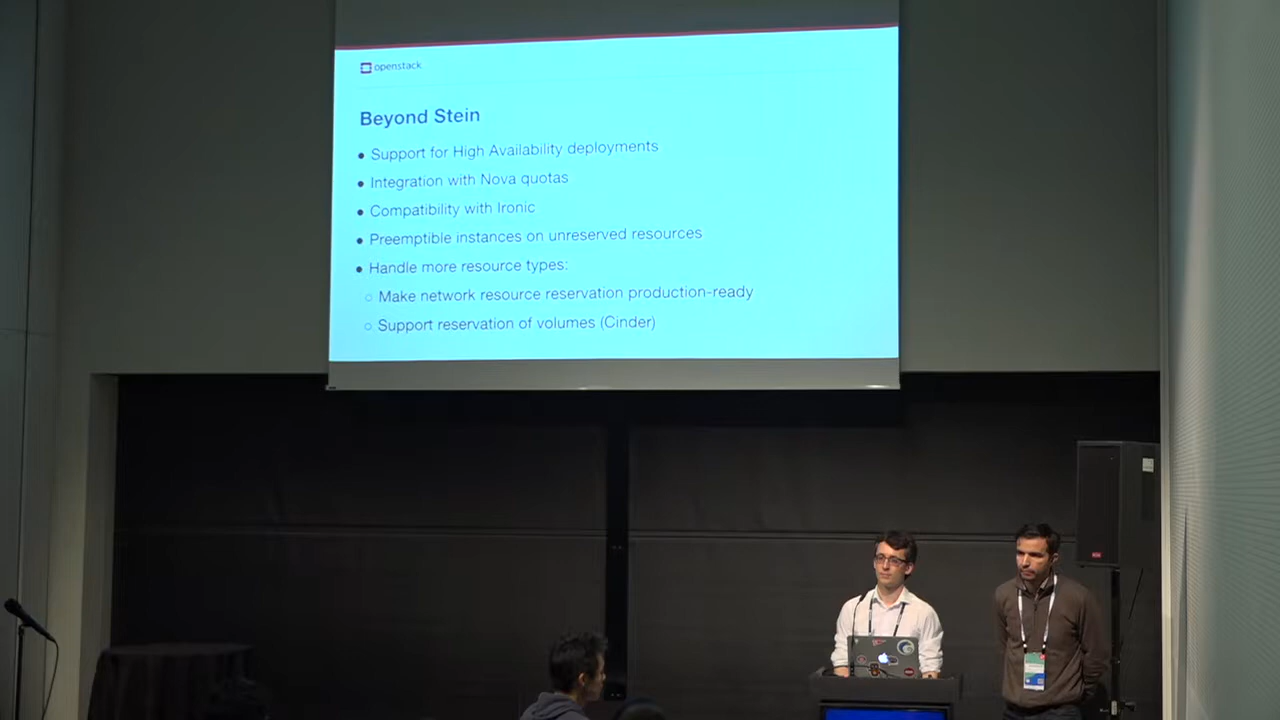 openstack.
Beyond Stein
● Support for High Availability deployments
● Integration with Nova quotas
● Compatibility with Ironic
● Preemptible instances on unreserved resources
● Handle more resource types:
○ Make network resource reservation production-ready
○ Support reservation of volumes (Cinder)